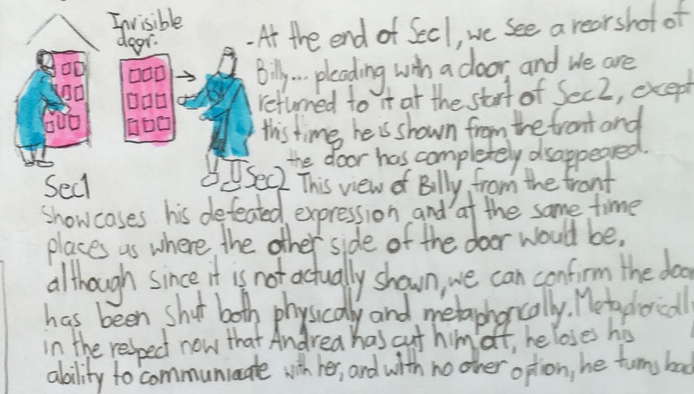 Invisible
door.
-At the end of Sec1, we see a rear shot of
Billy... pleading with a door and we are
returned to it at the start of Sec2, except
this time, he is shown from the front and
the door has completely disappeared.
Sec1
Sec2 This view of Billy from the front
showcases his defeated expression and at the same time
places us where the other side of the door would be,
although since it is not actually shown, we can confirm the door
has been shut both physically and metaphorically. Metaphorically
in the respect now that Andrea has cut him off, he loses his
ability to communicate with her, and with no other option, he turns back